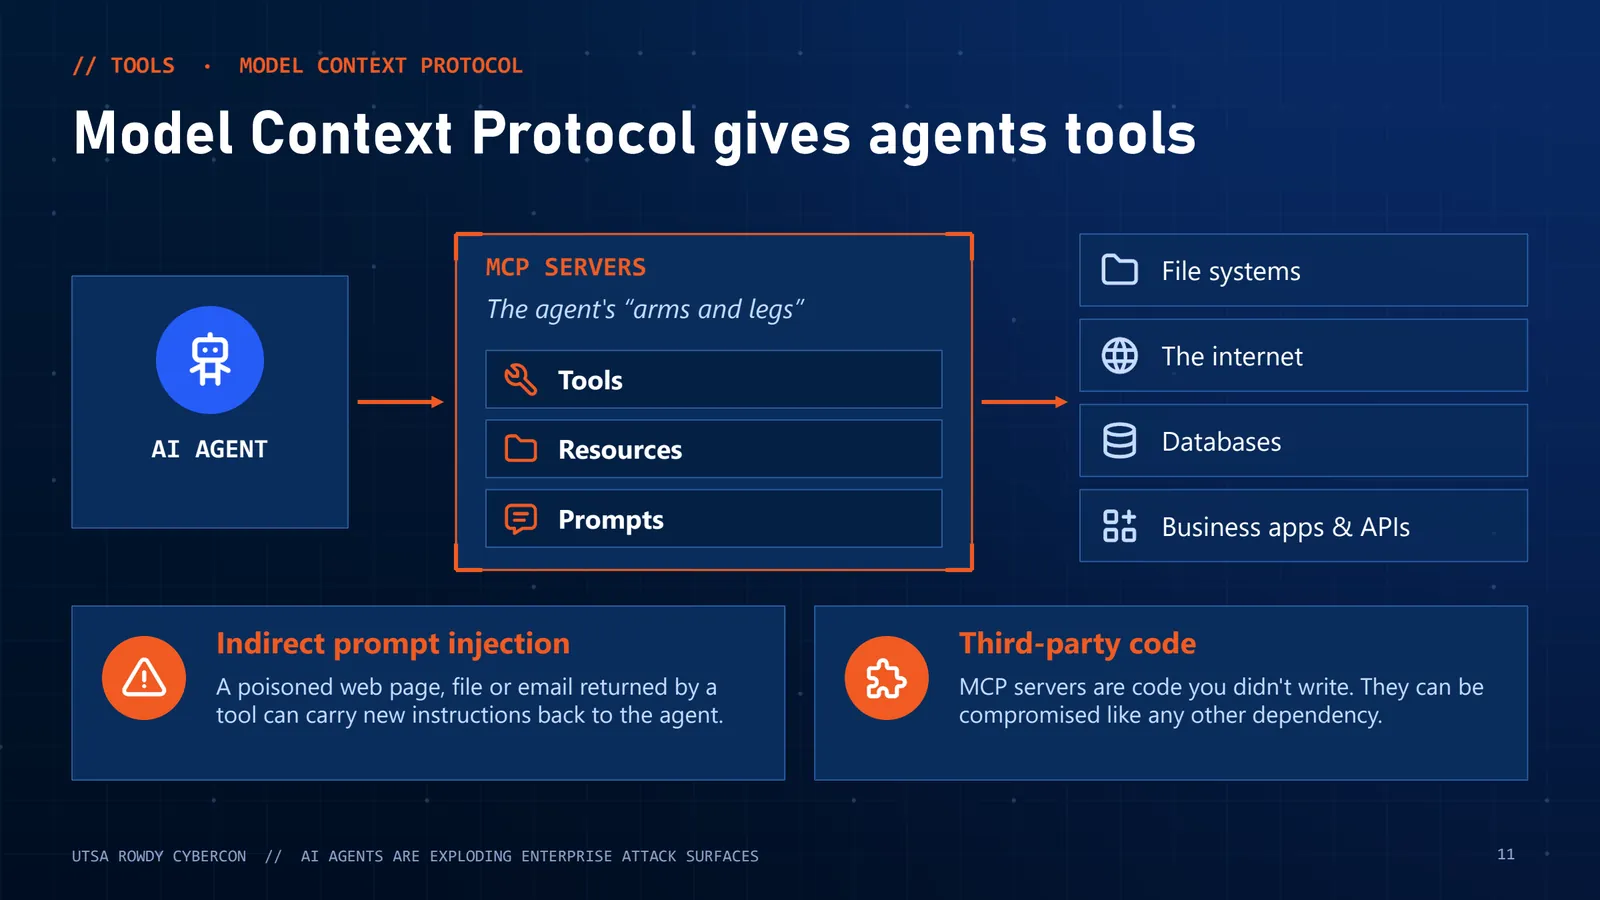 // TOOLS · MODEL CONTEXT PROTOCOL
Model Context Protocol gives agents tools
AI AGENT
MCP SERVERS
The agent's “arms and legs”
Tools
Resources
Prompts
File systems
The internet
Databases
Business apps & APIs
Indirect prompt injection
A poisoned web page, file or email returned by a
tool can carry new instructions back to the agent.
Third-party code
MCP servers are code you didn't write. They can be
compromised like any other dependency.
UTSA ROWDY CYBERCON // AI AGENTS ARE EXPLODING ENTERPRISE ATTACK SURFACES
11